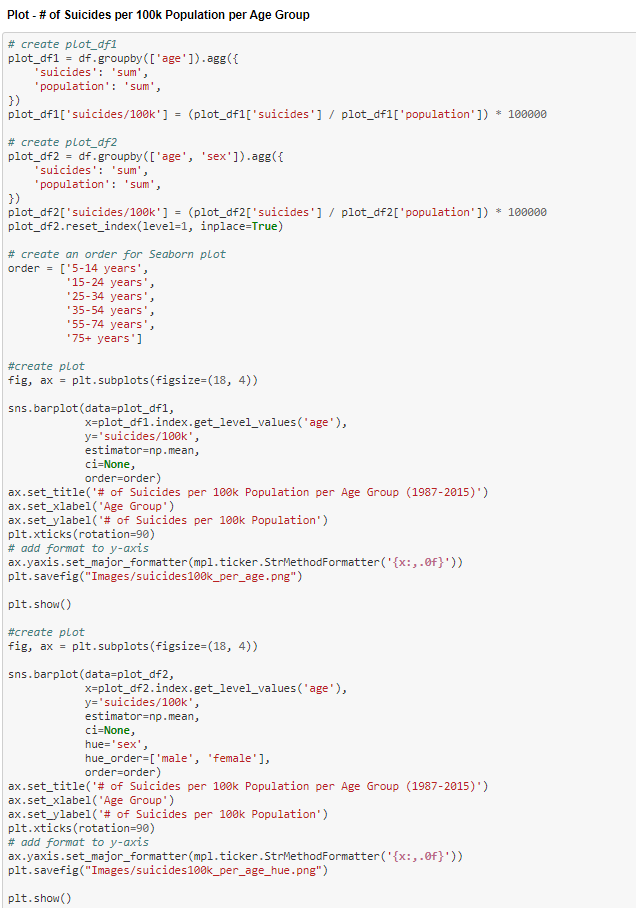 Plot - # of Suicides per 100k Population per Age Group
# create plot_df1
plot_df1 = df.groupby(['age']).agg({
    'suicides': 'sum',
    'population': 'sum',
})
plot_df1['suicides/100k'] = (plot_df1['suicides'] / plot_df1['population']) * 100000

# create plot_df2
plot_df2 = df.groupby(['age', 'sex']).agg({
    'suicides': 'sum',
    'population': 'sum',
})
plot_df2['suicides/100k'] = (plot_df2['suicides'] / plot_df2['population']) * 100000
plot_df2.reset_index(level=1, inplace=True)

# create an order for Seaborn plot
order = ['5-14 years',
         '15-24 years',
         '25-34 years',
         '35-54 years',
         '55-74 years',
         '75+ years']

#create plot
fig, ax = plt.subplots(figsize=(18, 4))

sns.barplot(data=plot_df1,
            x=plot_df1.index.get_level_values('age'),
            y='suicides/100k',
            estimator=np.mean,
            ci=None,
            order=order)
ax.set_title('# of Suicides per 100k Population per Age Group (1987-2015)')
ax.set_xlabel('Age Group')
ax.set_ylabel('# of Suicides per 100k Population')
plt.xticks(rotation=90)
# add format to y-axis
ax.yaxis.set_major_formatter(mpl.ticker.StrMethodFormatter('{x:,.0f}'))
plt.savefig("Images/suicides100k_per_age.png")

plt.show()

#create plot
fig, ax = plt.subplots(figsize=(18, 4))

sns.barplot(data=plot_df2,
            x=plot_df2.index.get_level_values('age'),
            y='suicides/100k',
            estimator=np.mean,
            ci=None,
            hue='sex',
            hue_order=['male', 'female'],
            order=order)
ax.set_title('# of Suicides per 100k Population per Age Group (1987-2015)')
ax.set_xlabel('Age Group')
ax.set_ylabel('# of Suicides per 100k Population')
plt.xticks(rotation=90)
# add format to y-axis
ax.yaxis.set_major_formatter(mpl.ticker.StrMethodFormatter('{x:,.0f}'))
plt.savefig("Images/suicides100k_per_age_hue.png")

plt.show()